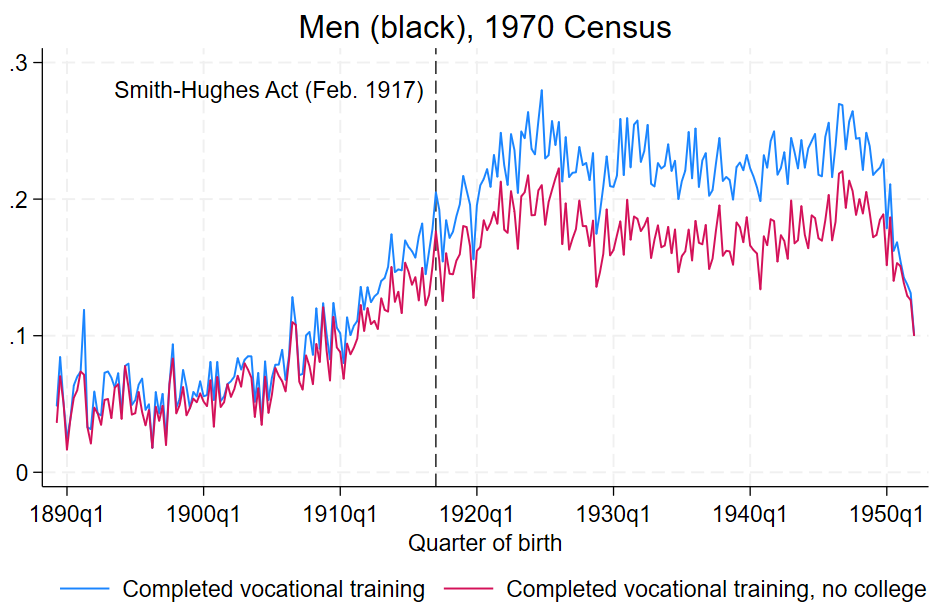 Men (black), 1970 Census
.3
Smith-Hughes Act (Feb. 1917)
.2
.1
0
1890q1 1900q1 1910q1 1920q1 1930q1 1940q1 1950q1
Quarter of birth
Completed vocational training Completed vocational training, no college